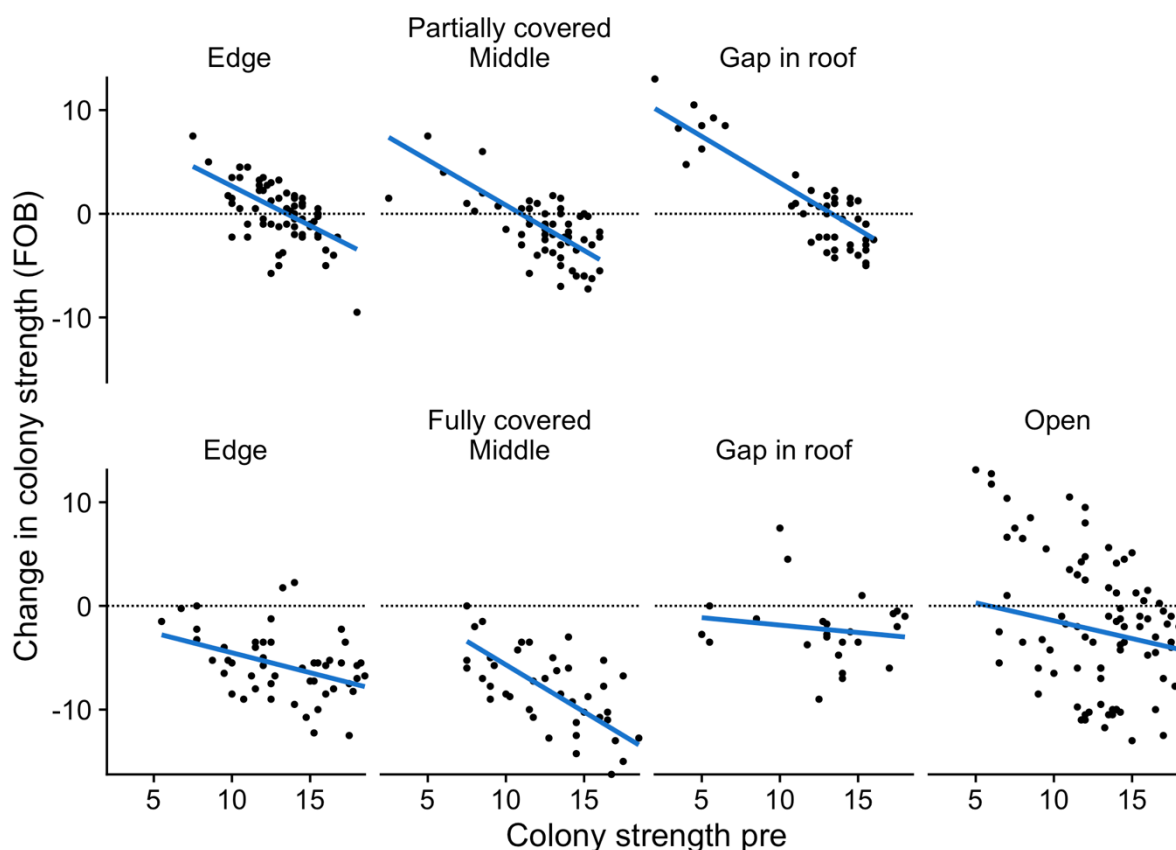 Partially covered
Edge
Middle
Gap in roof
10
0
-10
Change in colony strength (FOB)
Fully covered
Open
Edge
Middle
Gap in roof
10
0
-10
5
10
15
5
10
15
5
10
15
5
10
15
Colony strength pre